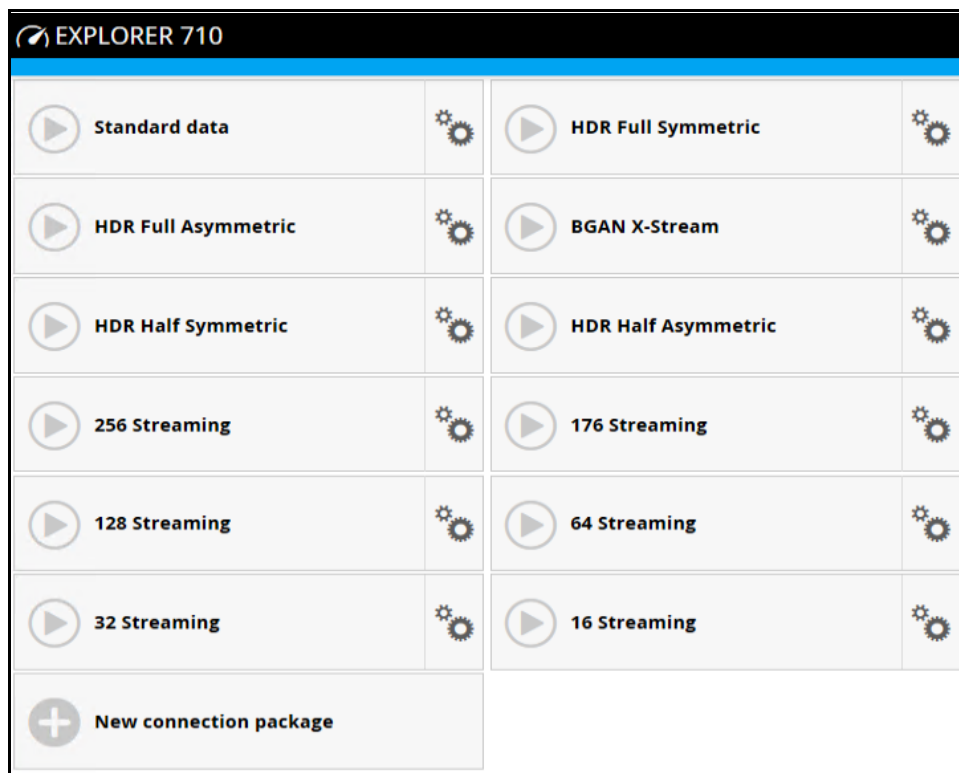 EXPLORER 710
Standard data
HDR Full Symmetric
HDR Full Asymmetric
BGAN X-Stream
HDR Half Symmetric
HDR Half Asymmetric
256 Streaming
176 Streaming
128 Streaming
64 Streaming
32 Streaming
16 Streaming
New connection package